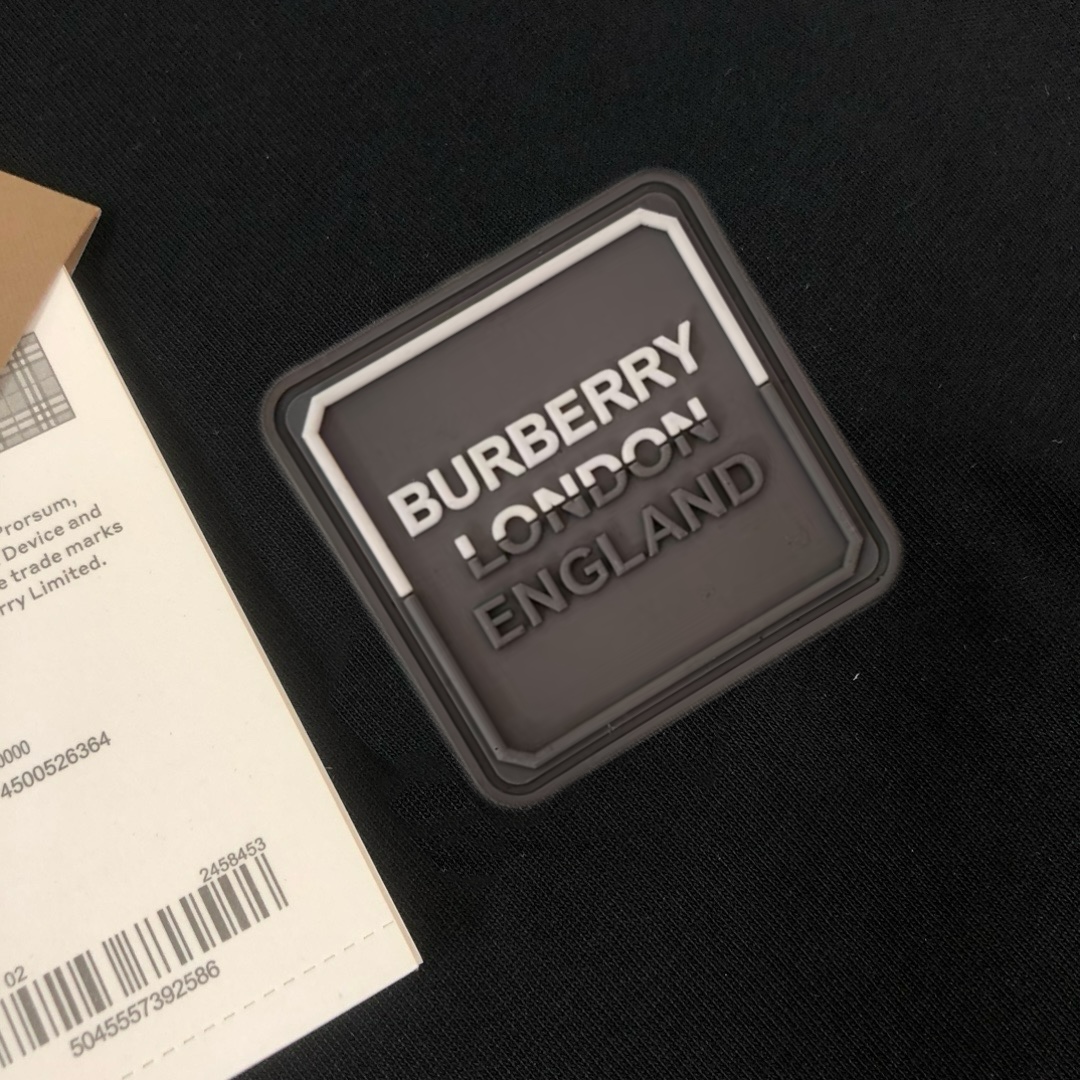 BURBERRY
LONDON
ENGLAND
Prorsum,
Device and
e trade marks
rry Limited.
0000
4500526364
2458453
02
5045557392586